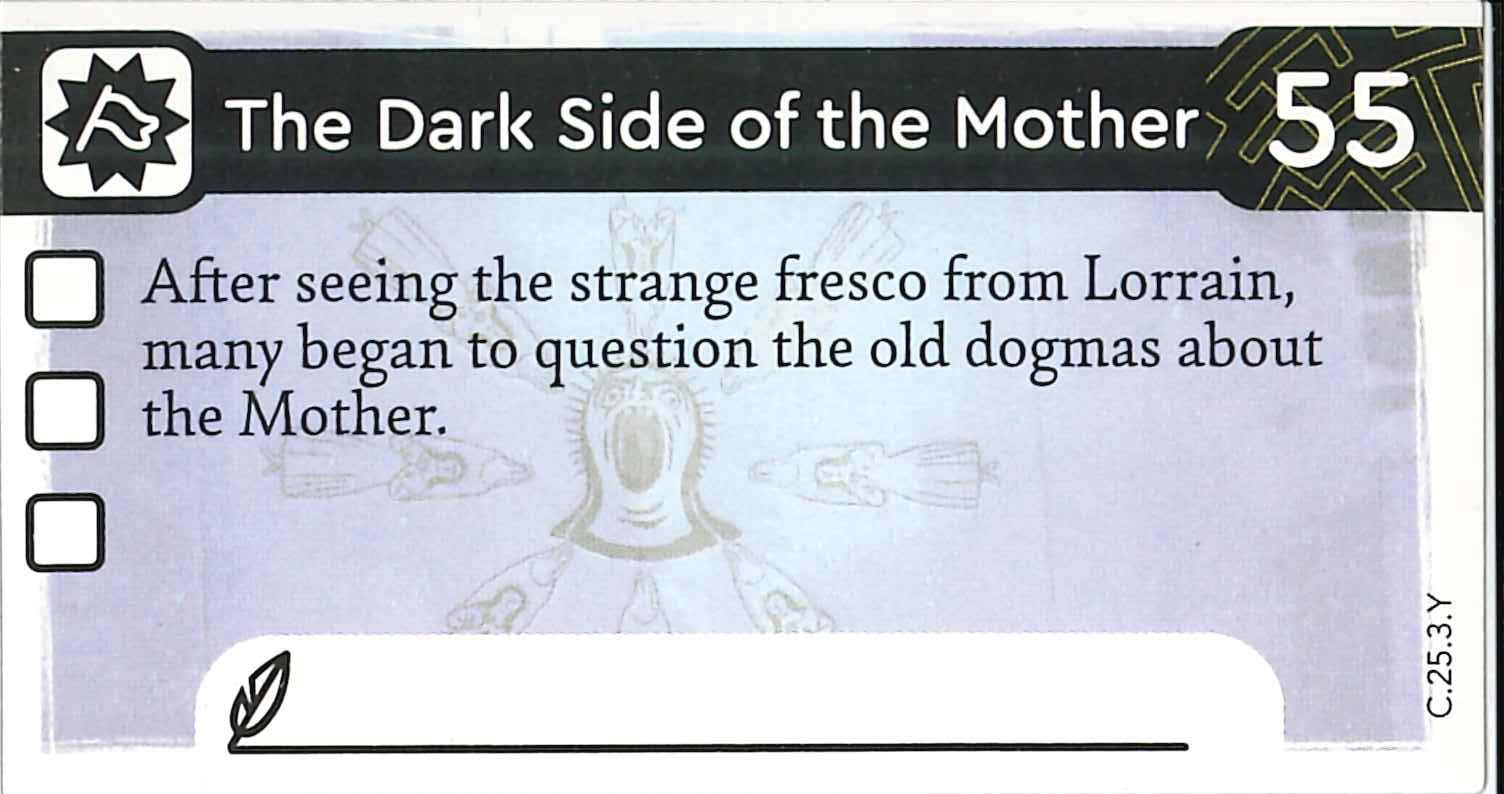 The Dark Side of the Mother 55
After seeing the strange fresco from Lorrain,
many began to question the old dogmas about
the Mother.
C.25.3.Y